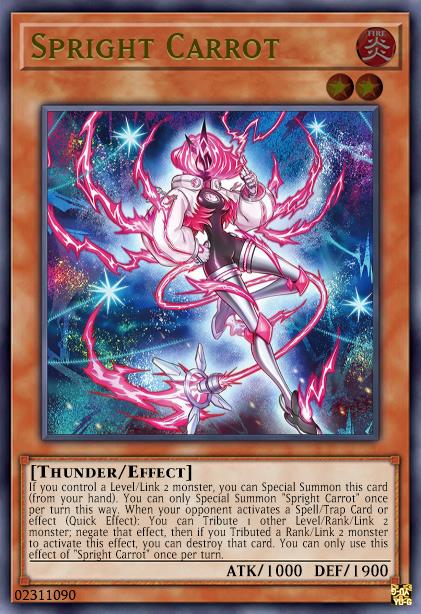 Spright Carrot
FIRE
炎
[Thunder/Effect]
If you control a Level/Link 2 monster, you can Special Summon this card
(from your hand). You can only Special Summon "Spright Carrot" once
per turn this way. When your opponent activates a Spell/Trap Card or
effect (Quick Effect): You can Tribute 1 other Level/Rank/Link 2
monster; negate that effect, then if you Tributed a Rank/Link 2 monster
to activate this effect, you can destroy that card. You can only use this
effect of "Spright Carrot" once per turn.
ATK/1000 DEF/1900
02311090